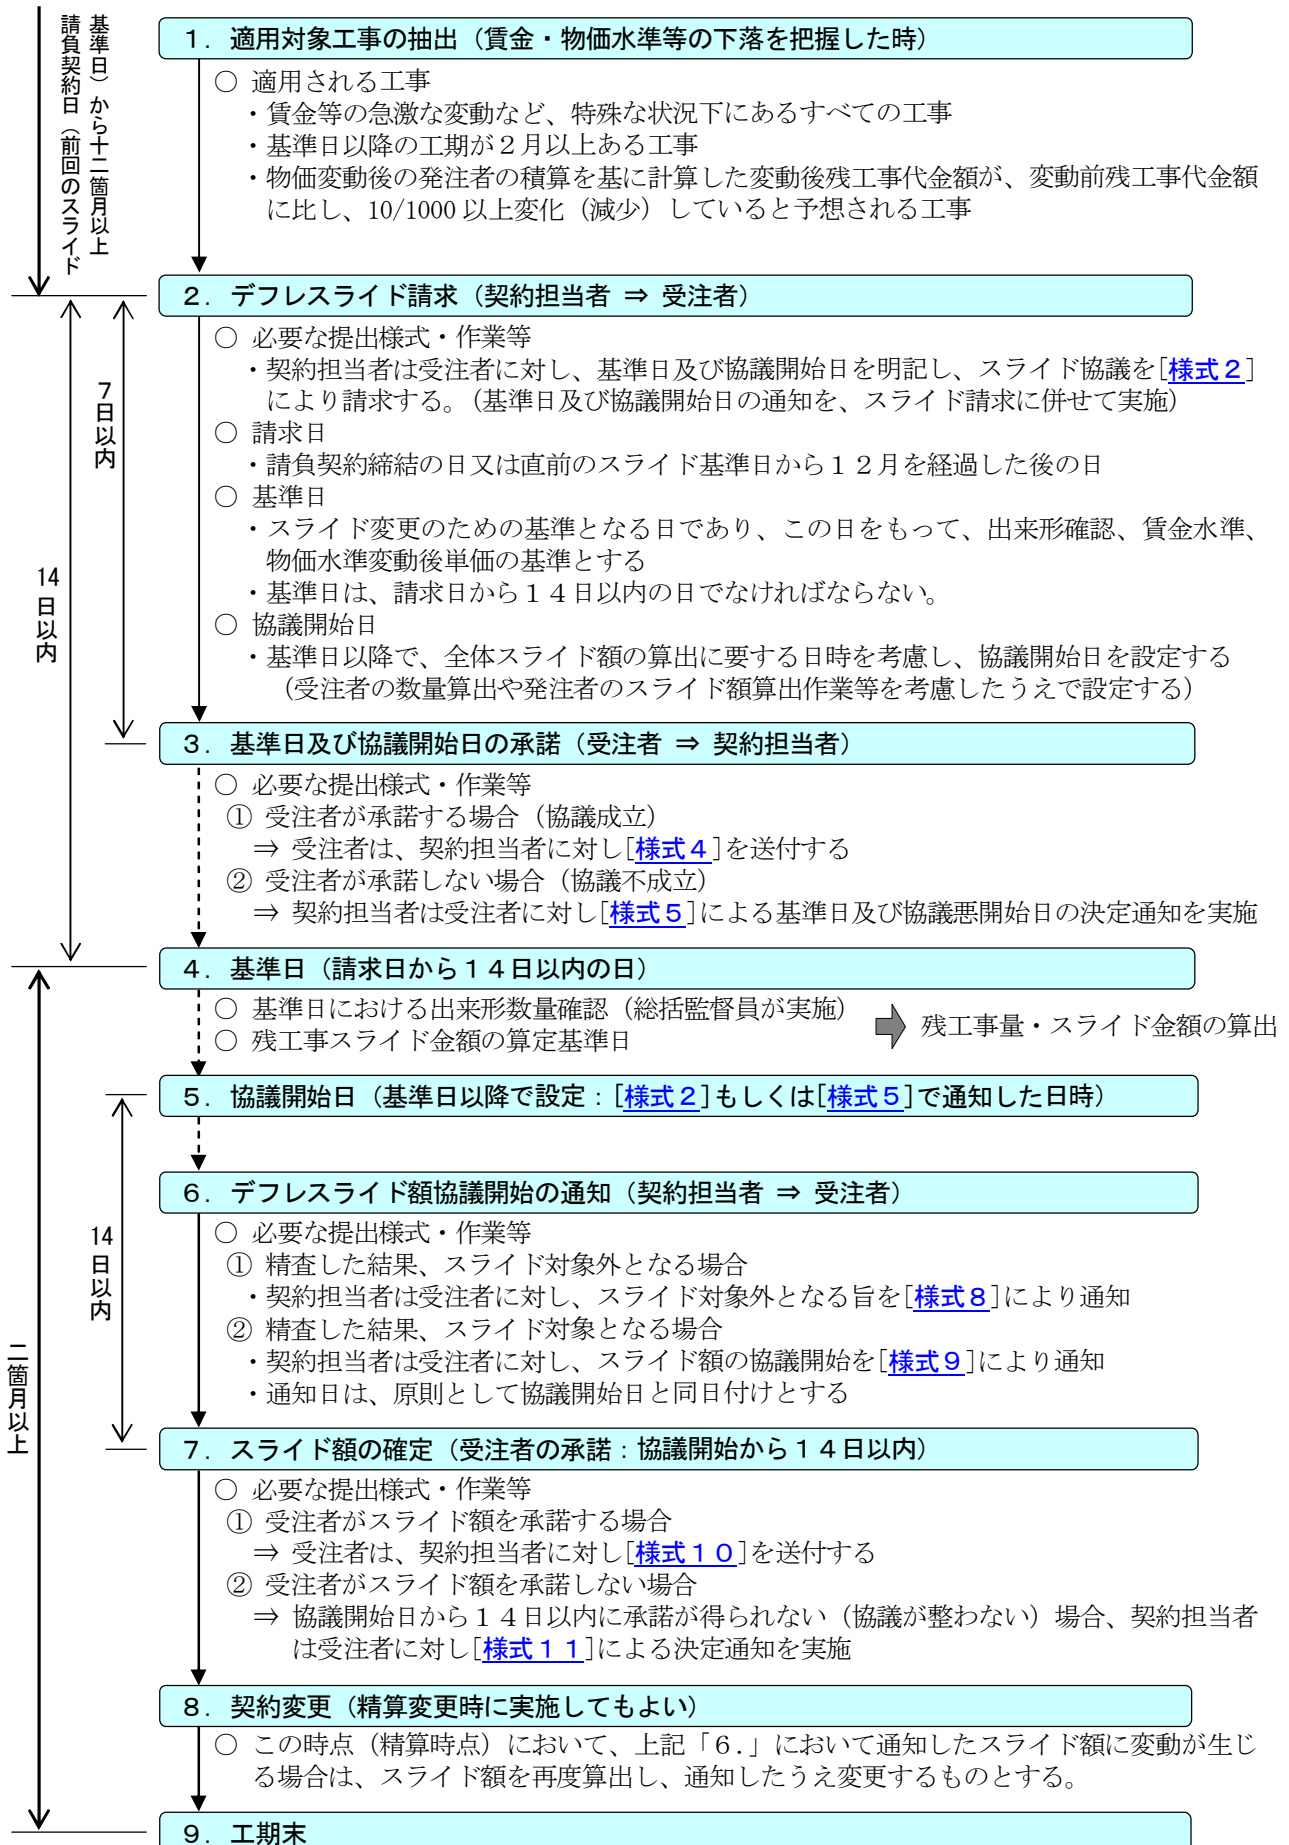 請負契約日（前回のスライド
基準日）から十二箇月以上
１．適用対象工事の抽出（賃金・物価水準等の下落を把握した時）
○ 適用される工事
・賃金等の急激な変動など、特殊な状況下にあるすべての工事
・基準日以降の工期が２月以上ある工事
・物価変動後の発注者の積算を基に計算した変動後残工事代金額が、変動前残工事代金額
に比し、10/1000 以上変化（減少）していると予想される工事
２．デフレスライド請求（契約担当者 ⇒ 受注者）
○ 必要な提出様式・作業等
・契約担当者は受注者に対し、基準日及び協議開始日を明記し、スライド協議を[様式２]
により請求する。（基準日及び協議開始日の通知を、スライド請求に併せて実施）
○ 請求日
・請負契約締結の日又は直前のスライド基準日から１２月を経過した後の日
○ 基準日
・スライド変更のための基準となる日であり、この日をもって、出来形確認、賃金水準、
物価水準変動後単価の基準とする
・基準日は、請求日から１４日以内の日でなければならない。
○ 協議開始日
・基準日以降で、全体スライド額の算出に要する日時を考慮し、協議開始日を設定する
（受注者の数量算出や発注者のスライド額算出作業等を考慮したうえで設定する）
7日以内
14日以内
３．基準日及び協議開始日の承諾（受注者 ⇒ 契約担当者）
○ 必要な提出様式・作業等
① 受注者が承諾する場合（協議成立）
⇒ 受注者は、契約担当者に対し[様式４]を送付する
② 受注者が承諾しない場合（協議不成立）
⇒ 契約担当者は受注者に対し[様式５]による基準日及び協議悪開始日の決定通知を実施
４．基準日（請求日から１４日以内の日）
○ 基準日における出来形数量確認（総括監督員が実施）
○ 残工事スライド金額の算定基準日
残工事量・スライド金額の算出
５．協議開始日（基準日以降で設定：[様式２]もしくは[様式５]で通知した日時）
６．デフレスライド額協議開始の通知（契約担当者 ⇒ 受注者）
○ 必要な提出様式・作業等
① 精査した結果、スライド対象外となる場合
・契約担当者は受注者に対し、スライド対象外となる旨を[様式８]により通知
② 精査した結果、スライド対象となる場合
・契約担当者は受注者に対し、スライド額の協議開始を[様式９]により通知
・通知日は、原則として協議開始日と同日付けとする
14日以内
二箇月以上
７．スライド額の確定（受注者の承諾：協議開始から１４日以内）
○ 必要な提出様式・作業等
① 受注者がスライド額を承諾する場合
⇒ 受注者は、契約担当者に対し[様式１０]を送付する
② 受注者がスライド額を承諾しない場合
⇒ 協議開始日から１４日以内に承諾が得られない（協議が整わない）場合、契約担当者
は受注者に対し[様式１１]による決定通知を実施
８．契約変更（精算変更時に実施してもよい）
○ この時点（精算時点）において、上記「６.」において通知したスライド額に変動が生じ
る場合は、スライド額を再度算出し、通知したうえ変更するものとする。
９．工期末